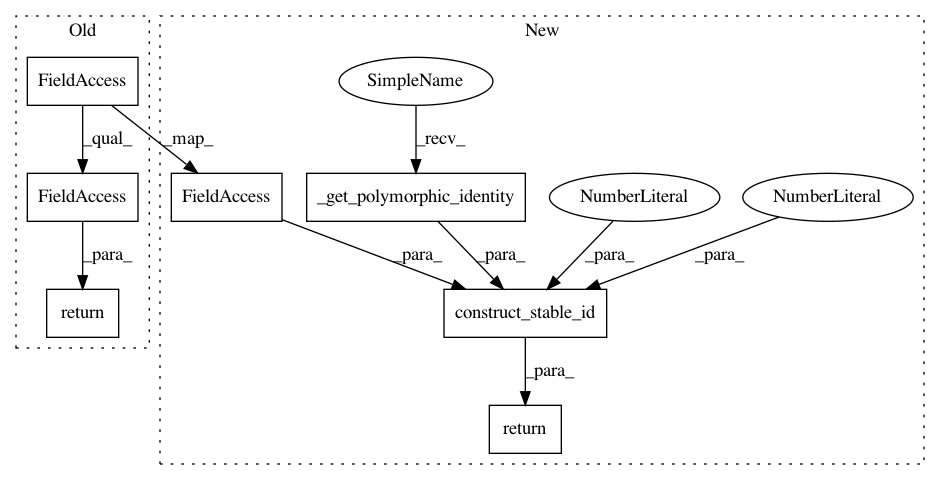 Old
New
FieldAccess
SimpleName
_qual_
_map_
_recv_
FieldAccess
FieldAccess
_get_polymorphic_identity
NumberLiteral
NumberLiteral
_para_
_para_
_para_
_para_
_para_
return
construct_stable_id
_para_
return